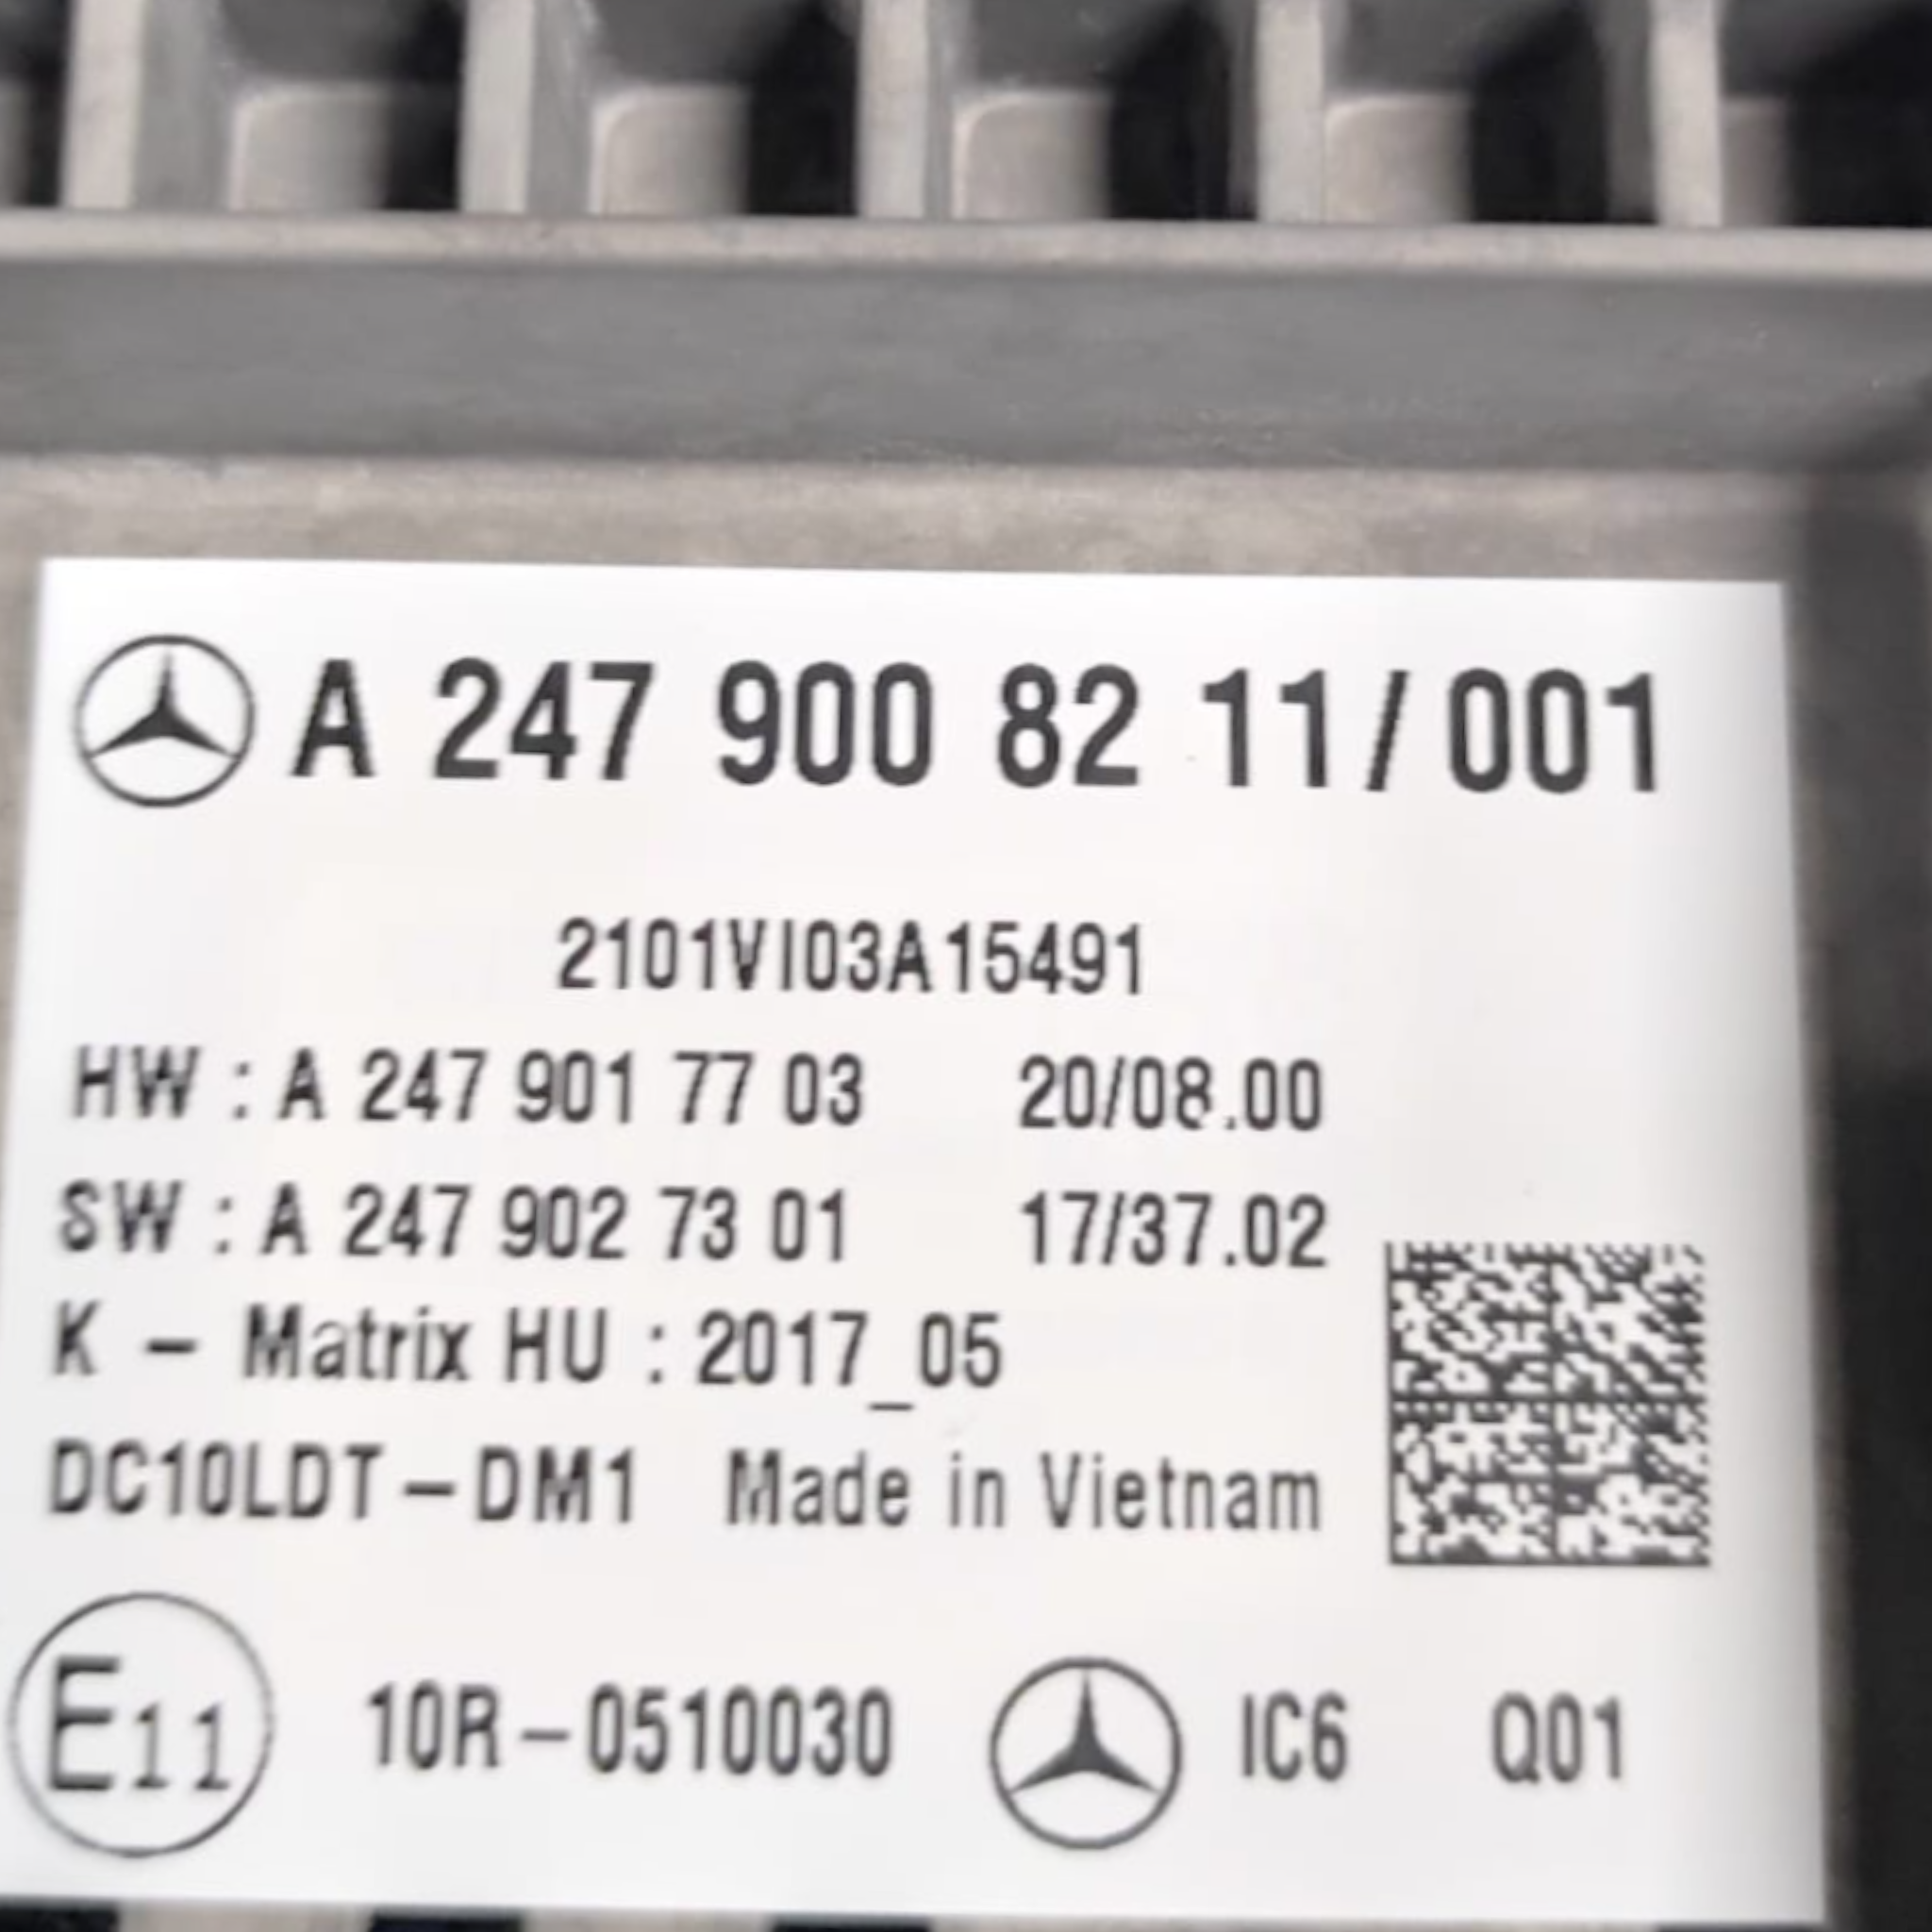 A 247 900 82 11/001
2101VI03A15491
HW : A 247 901 77 03 20/08.00
SW : A 247 902 73 01 17/37.02
K - Matrix HU : 2017_05
DC10LDT-DM1 Made in Vietnam
E11 10R-0510030 IC6 Q01